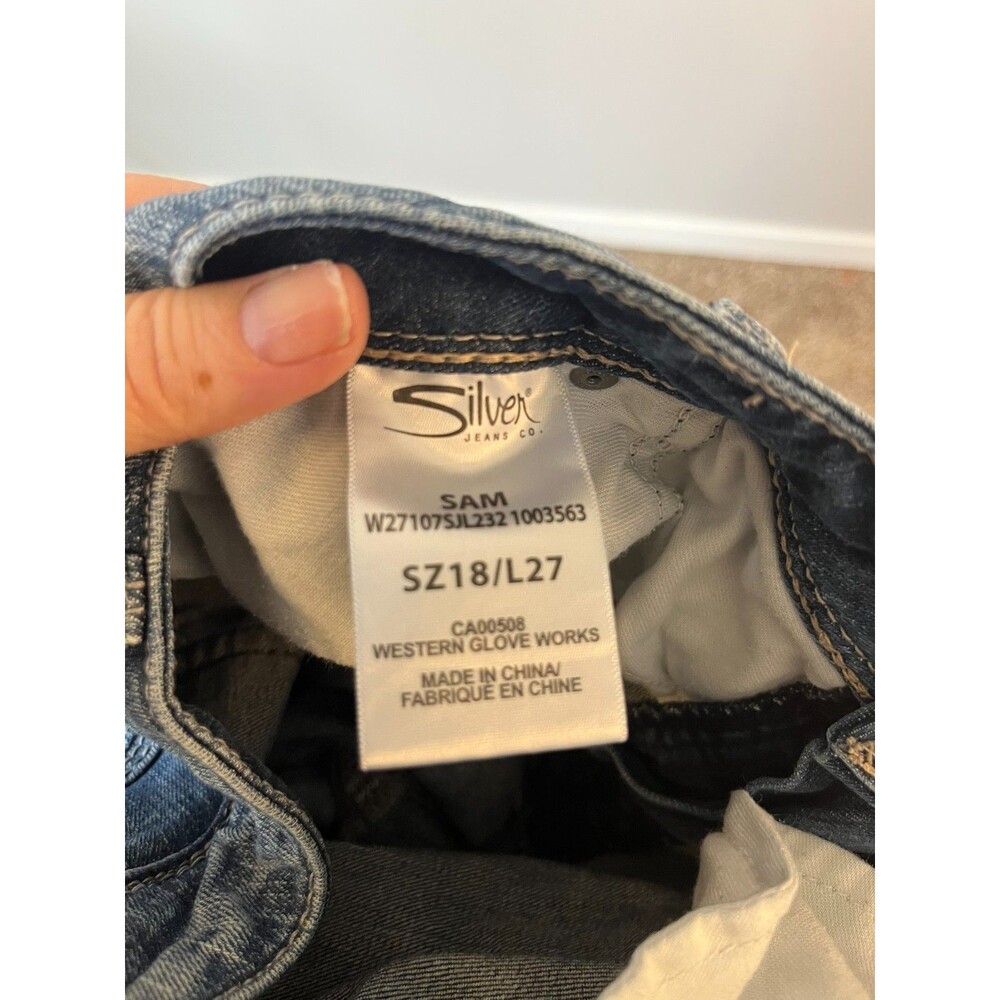 Silver®
JEANS CO.
SAM
W27107SJL232 1003563
SZ18/L27
CA00508
WESTERN GLOVE WORKS
MADE IN CHINA/
FABRIQUÉ EN CHINE